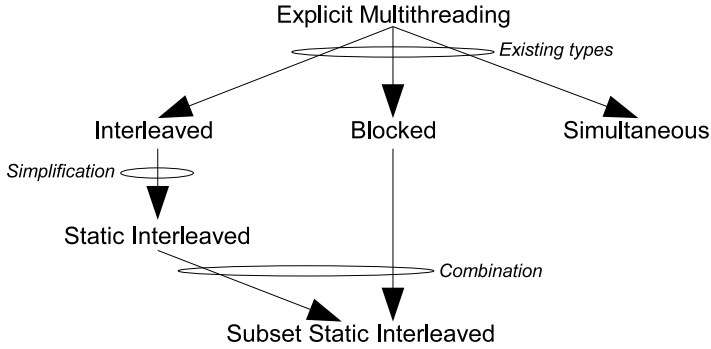 Explicit Multithreading
Existing types
Interleaved
Blocked
Simultaneous
Simplification
Static Interleaved
Combination
Subset Static Interleaved